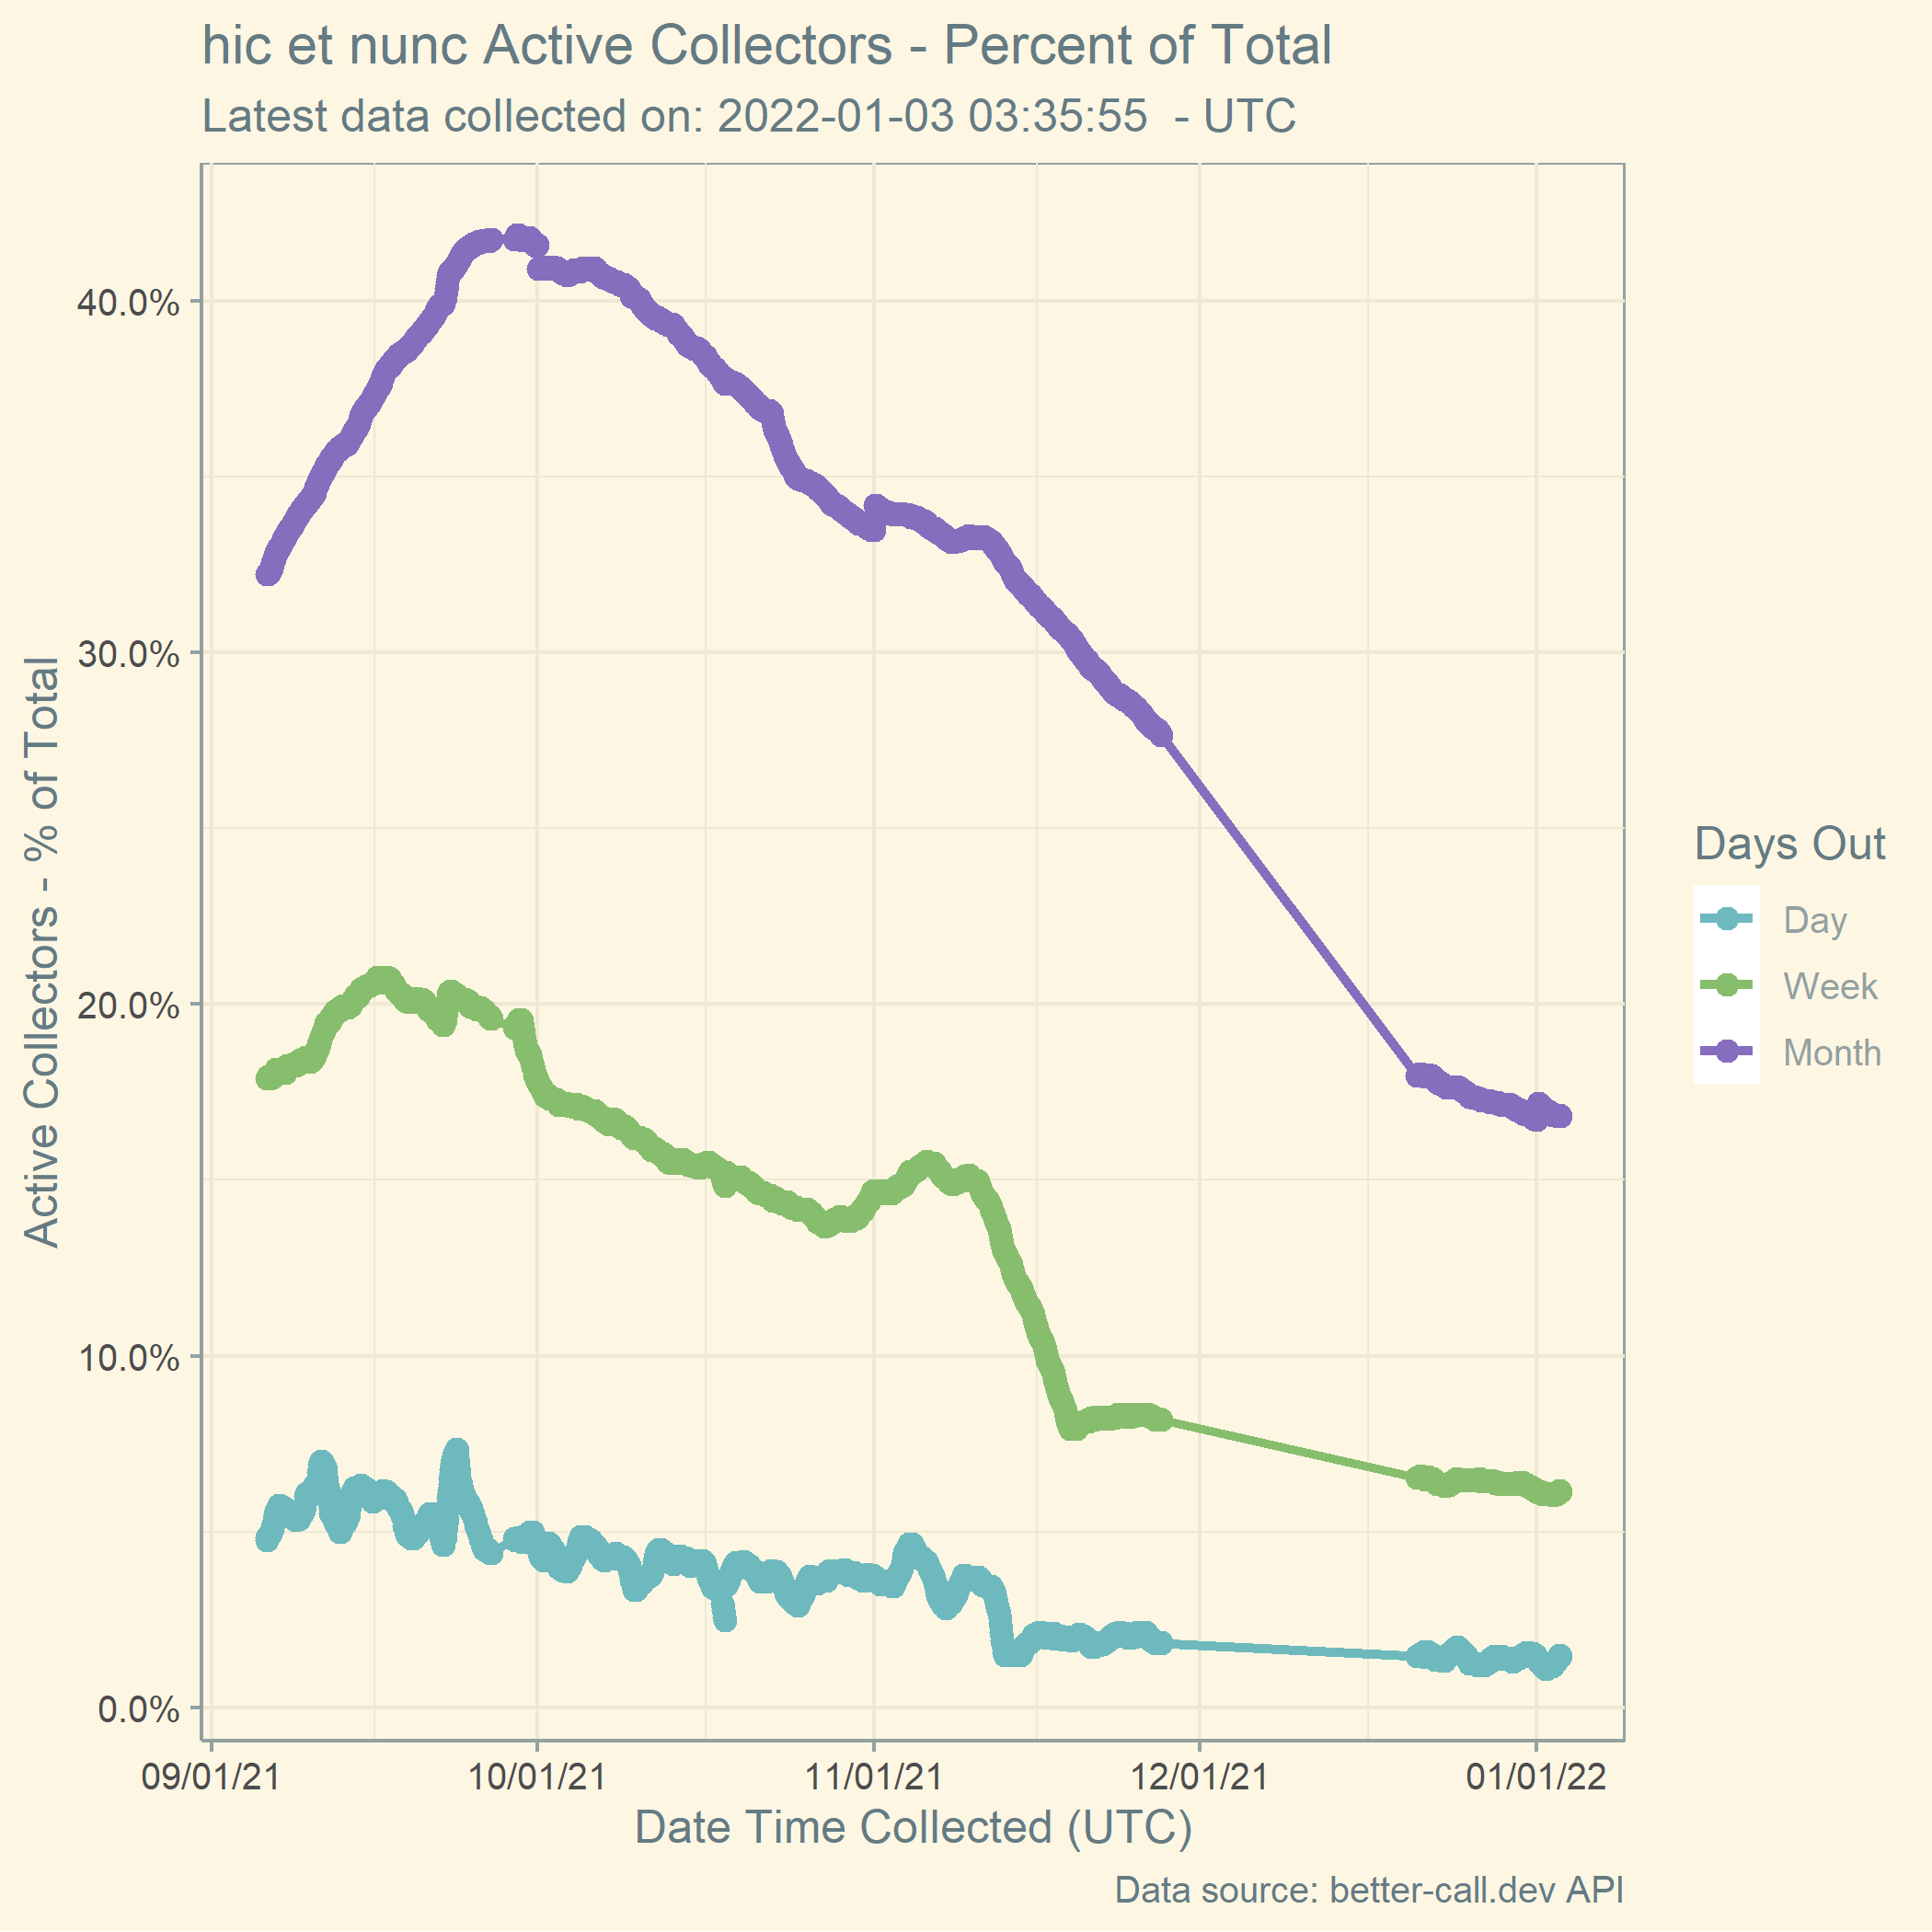 hic et nunc Active Collectors - Percent of Total
Latest data collected on: 2022-01-03 03:35:55  - UTC
Active Collectors - % of Total
40.0%
30.0%
20.0%
10.0%
0.0%
09/01/21
10/01/21
11/01/21
12/01/21
01/01/22
Date Time Collected (UTC)
Days Out
Day
Week
Month
Data source: better-call.dev API